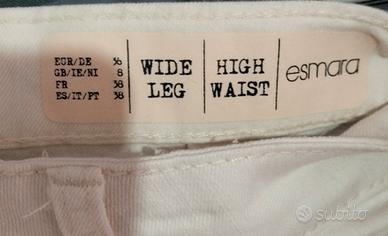 EUR/DE 36
GB/IE/NI 8
FR 38
ES/IT/PT 38
WIDE
LEG
HIGH
WAIST
esmara
subito